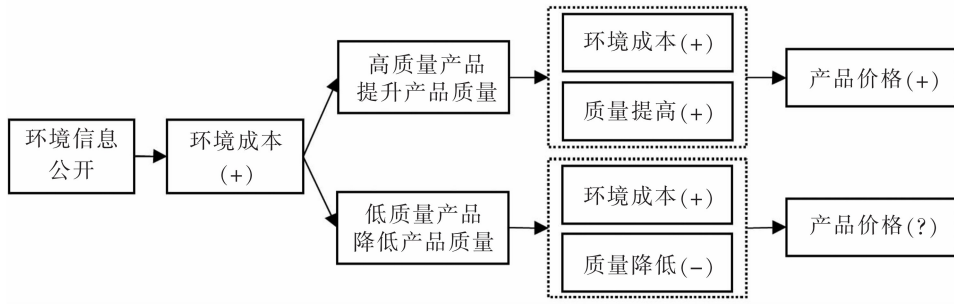 环境信息
公开
环境成本
(+)
高质量产品
提升产品质量
环境成本(+)
质量提高(+)
产品价格(+)
低质量产品
降低产品质量
环境成本(+)
质量降低(-)
产品价格(?)